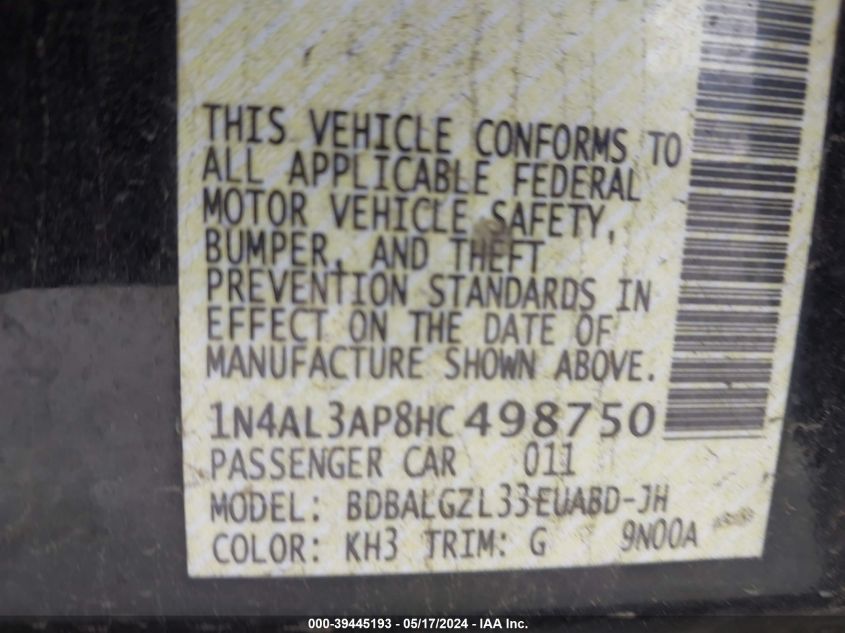 THIS VEHICLE CONFORMS TO
ALL APPLICABLE FEDERAL
MOTOR VEHICLE SAFETY,
BUMPER, AND THEFT
PREVENTION STANDARDS IN
EFFECT ON THE DATE OF
MANUFACTURE SHOWN ABOVE.
1N4AL3AP8HC498750
PASSENGER CAR 011
MODEL: BDBALGZL33EUABD-JH
COLOR: KH3 TRIM: G 9N00A
000-39445193 - 05/17/2024 - IAA Inc.